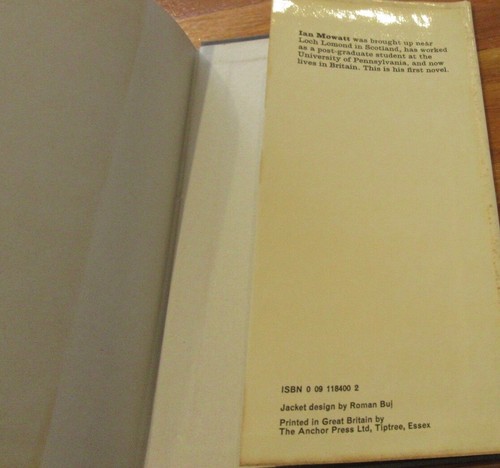 Ian Mowatt was brought up near
Loch Lomond in Scotland, has worked
as a post-graduate student at the
University of Pennsylvania, and now
lives in Britain. This is his first novel.
ISBN 0 09 118400 2
Jacket design by Roman Buj
Printed in Great Britain by
The Anchor Press Ltd, Tiptree, Essex